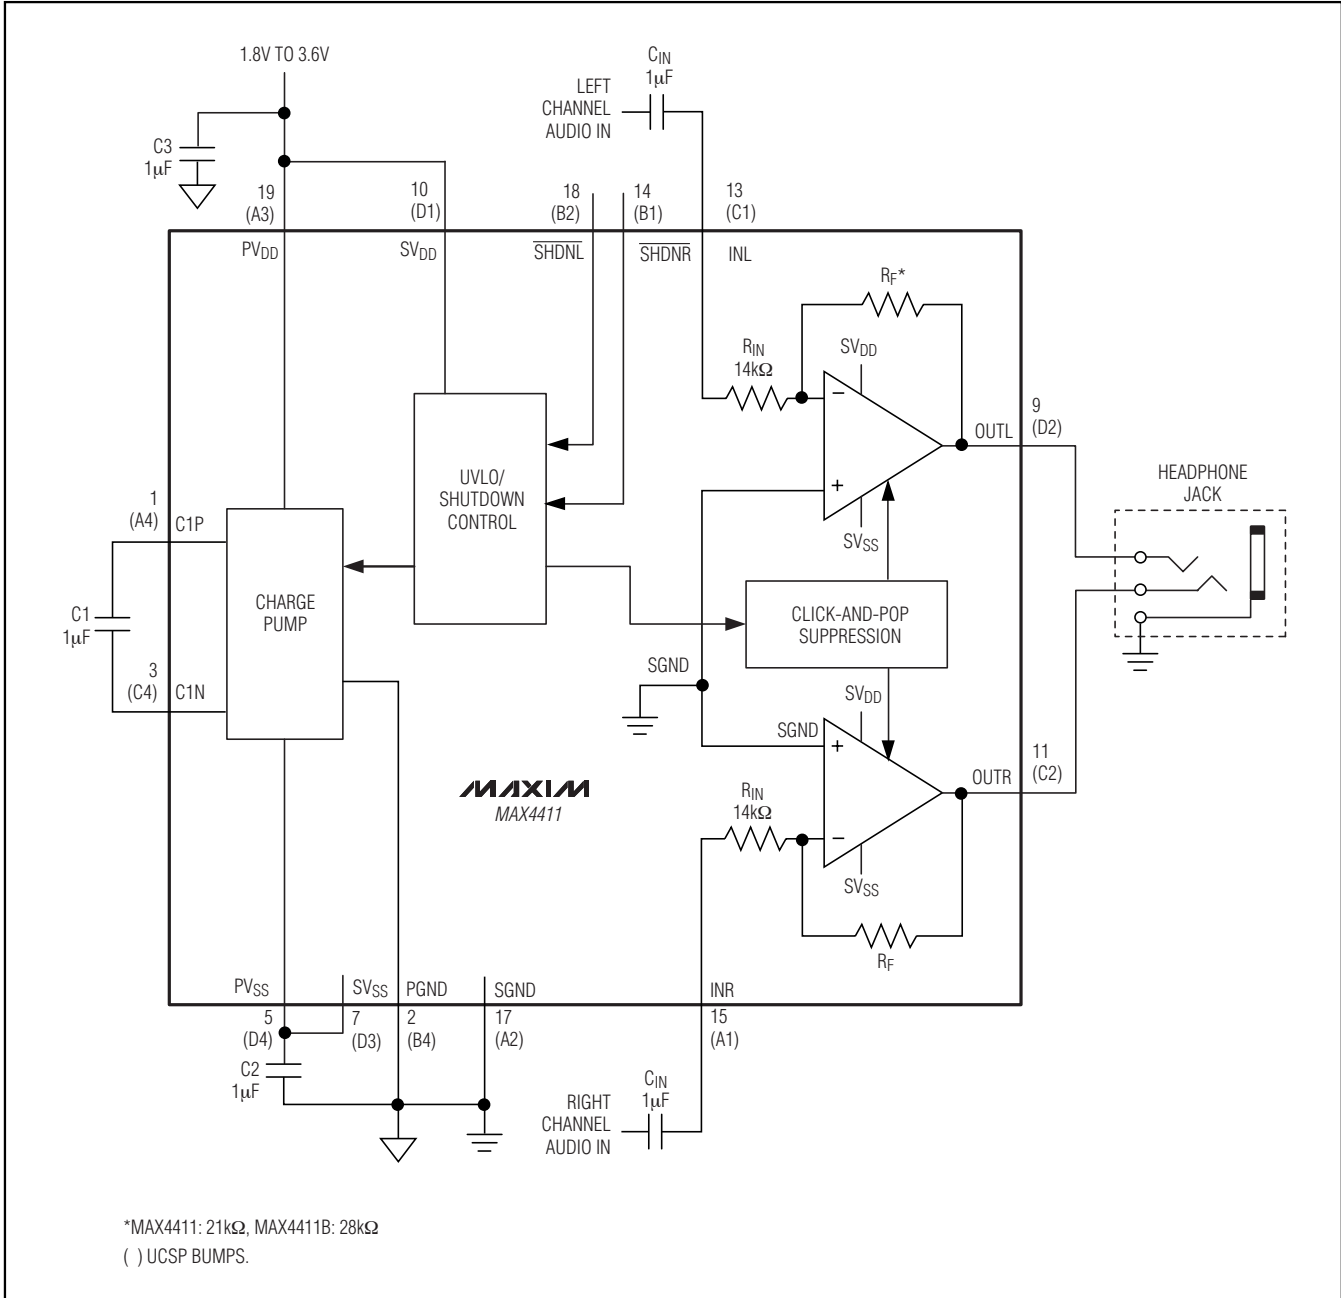 1.8V TO 3.6V
C3
1µF
LEFT
CHANNEL
AUDIO IN
CIN
1µF
19
(A3)
10
(D1)
18
(B2)
14
(B1)
13
(C1)
PVDD
SVDD
SHDNL
SHDNR
INL
RF*
RIN
14kΩ
SVDD
−
+
SVSS
OUTL
9
(D2)
HEADPHONE
JACK
UVLO/
SHUTDOWN
CONTROL
1
(A4)
C1P
CHARGE
PUMP
C1
1µF
3
(C4)
C1N
CLICK-AND-POP
SUPPRESSION
SGND
SVDD
SGND
+
−
SVSS
OUTR
11
(C2)
RIN
14kΩ
RF
MAXIM
MAX4411
PVSS
SVSS
PGND
SGND
INR
5
(D4)
7
(D3)
2
(B4)
17
(A2)
15
(A1)
C2
1µF
RIGHT
CHANNEL
AUDIO IN
CIN
1µF
*MAX4411: 21kΩ, MAX4411B: 28kΩ
( ) UCSP BUMPS.